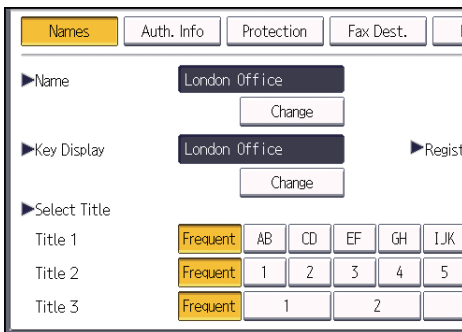 Names Auth. Info Protection Fax Dest.
▶Name London Office
Change
▶Key Display London Office ▶Regist
Change
▶Select Title
Title 1 Frequent AB CD EF GH IJK
Title 2 Frequent 1 2 3 4 5
Title 3 Frequent 1 2